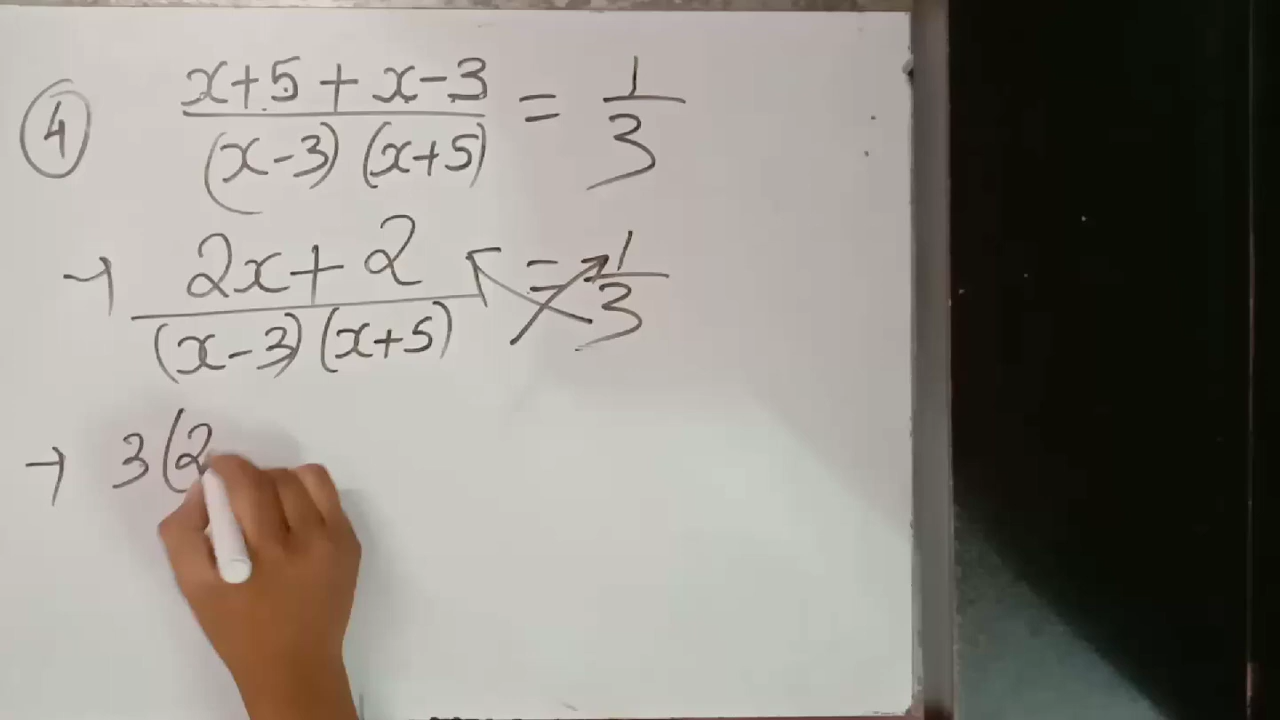 ④ x+5+x-3/(x-3)(x+5) = 1/3
→ 2x+2/(x-3)(x+5) = 1/3
→ 3(2